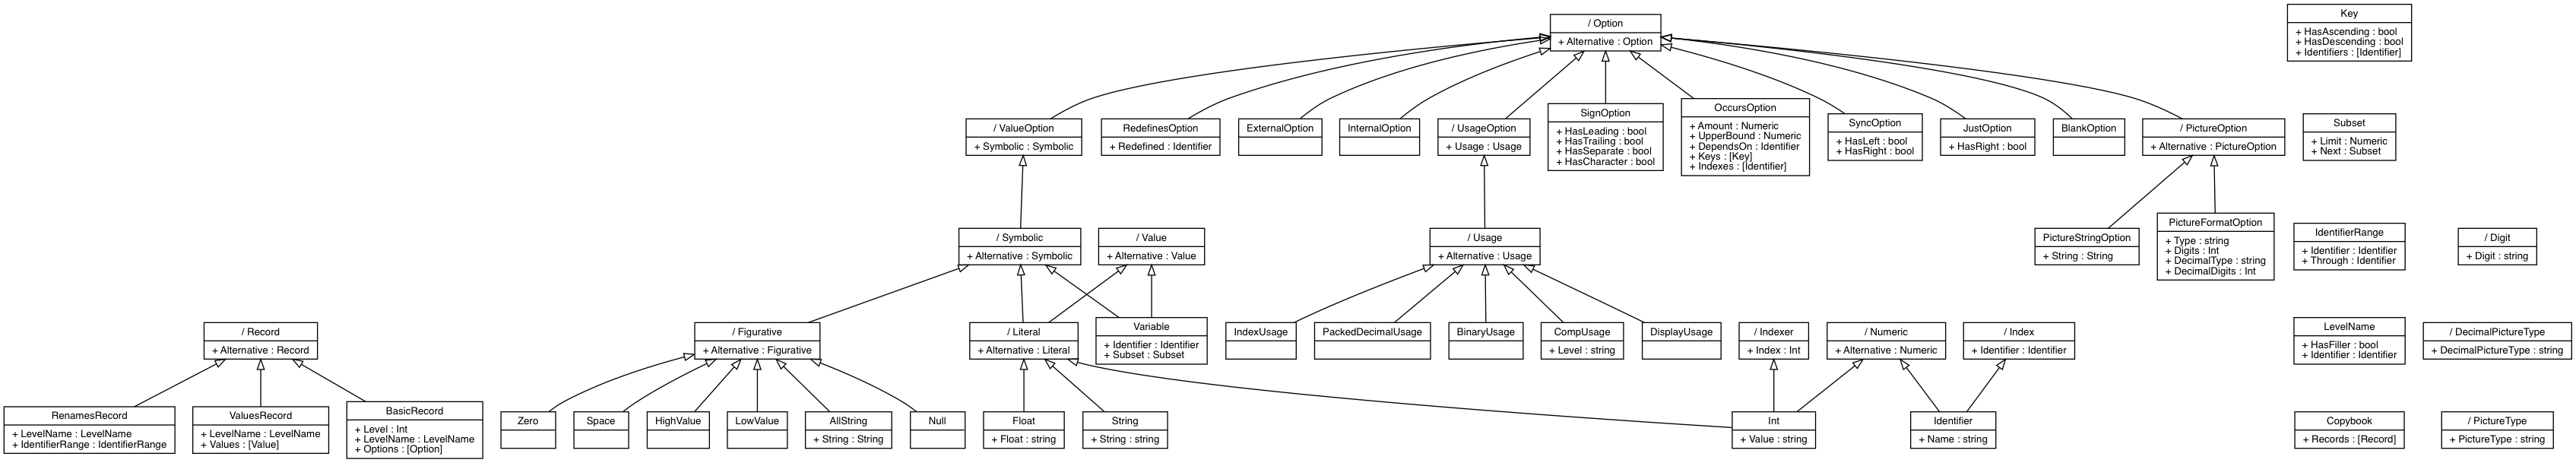 / Option
+ Alternative : Option
Key
+ HasAscending : bool
+ HasDescending : bool
+ Identifiers : [Identifier]
/ ValueOption
+ Symbolic : Symbolic
RedefinesOption
+ Redefined : Identifier
ExternalOption
InternalOption
/ UsageOption
+ Usage : Usage
SignOption
+ HasLeading : bool
+ HasTrailing : bool
+ HasSeparate : bool
+ HasCharacter : bool
OccursOption
+ Amount : Numeric
+ UpperBound : Numeric
+ DependsOn : Identifier
+ Keys : [Key]
+ Indexes : [Identifier]
SyncOption
+ HasLeft : bool
+ HasRight : bool
JustOption
+ HasRight : bool
BlankOption
/ PictureOption
+ Alternative : PictureOption
Subset
+ Limit : Numeric
+ Next : Subset
/ Symbolic
+ Alternative : Symbolic
/ Value
+ Alternative : Value
/ Usage
+ Alternative : Usage
PictureStringOption
+ String : String
PictureFormatOption
+ Type : string
+ Digits : Int
+ DecimalType : string
+ DecimalDigits : Int
IdentifierRange
+ Identifier : Identifier
+ Through : Identifier
/ Digit
+ Digit : string
/ Record
+ Alternative : Record
/ Figurative
+ Alternative : Figurative
/ Literal
+ Alternative : Literal
Variable
+ Identifier : Identifier
+ Subset : Subset
IndexUsage
PackedDecimalUsage
BinaryUsage
CompUsage
+ Level : string
DisplayUsage
/ Indexer
+ Index : Int
/ Numeric
+ Alternative : Numeric
/ Index
+ Identifier : Identifier
LevelName
+ HasFiller : bool
+ Identifier : Identifier
/ DecimalPictureType
+ DecimalPictureType : string
RenamesRecord
+ LevelName : LevelName
+ IdentifierRange : IdentifierRange
ValuesRecord
+ LevelName : LevelName
+ Values : [Value]
BasicRecord
+ Level : Int
+ LevelName : LevelName
+ Options : [Option]
Zero
Space
HighValue
LowValue
AllString
+ String : String
Null
Float
+ Float : string
String
+ String : string
Int
+ Value : string
Identifier
+ Name : string
Copybook
+ Records : [Record]
/ PictureType
+ PictureType : string